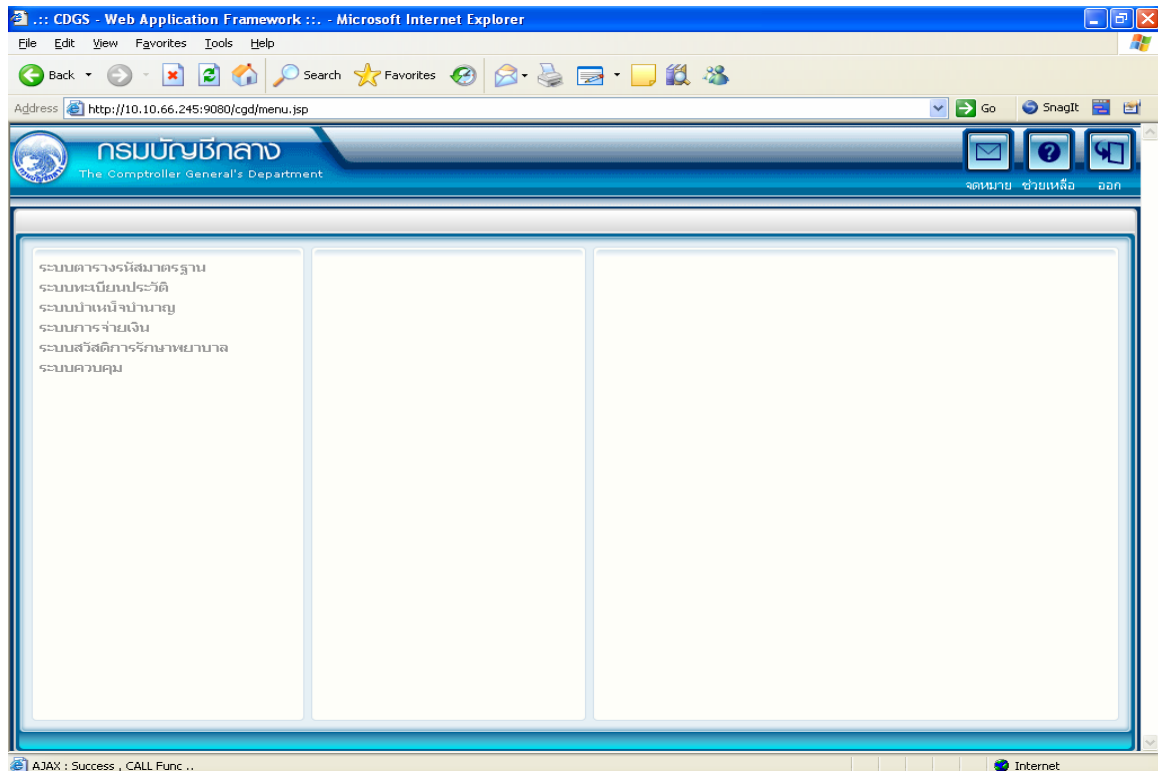 .:: CDGS - Web Application Framework ::. - Microsoft Internet Explorer
File Edit View Favorites Tools Help
Back Search Favorites
Address http://10.10.66.245:9080/cgd/menu.jsp Go SnagIt
กรมบัญชีกลาง
The Comptroller General's Department
จดหมาย ช่วยเหลือ ออก
ระบบตารางรหัสมาตรฐาน
ระบบทะเบียนประวัติ
ระบบบำเหน็จบำนาญ
ระบบการจ่ายเงิน
ระบบสวัสดิการรักษาพยาบาล
ระบบควบคุม
AJAX : Success , CALL Func .. Internet